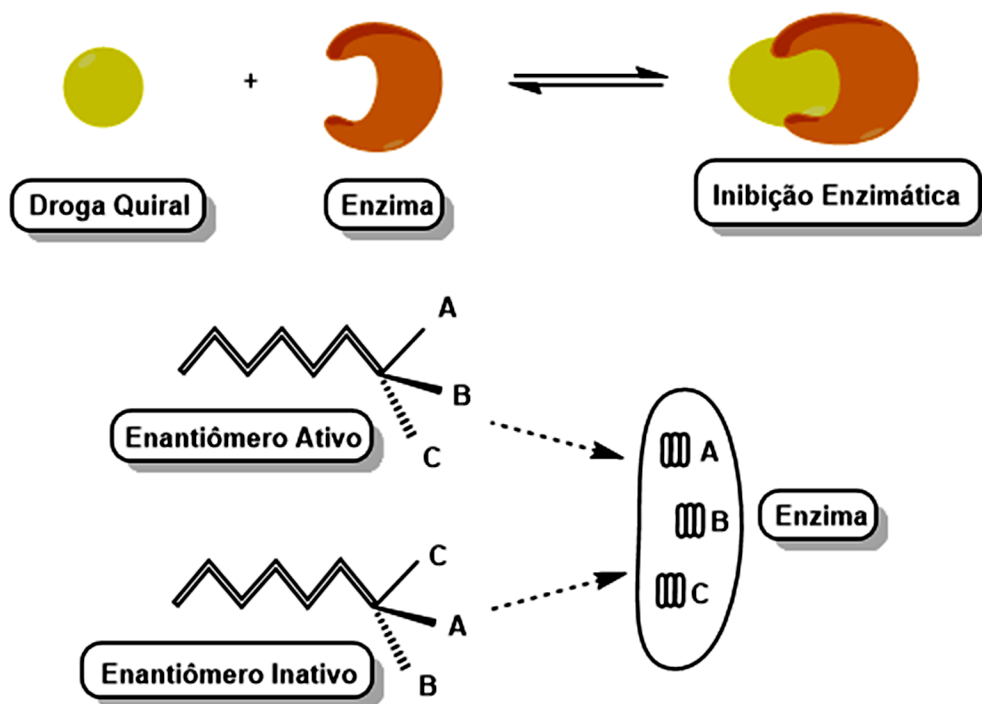 +
Droga Quiral
Enzima
Inibição Enzimática
A
B
C
Enantiômero Ativo
A
B
C
Enzima
C
A
B
Enantiômero Inativo